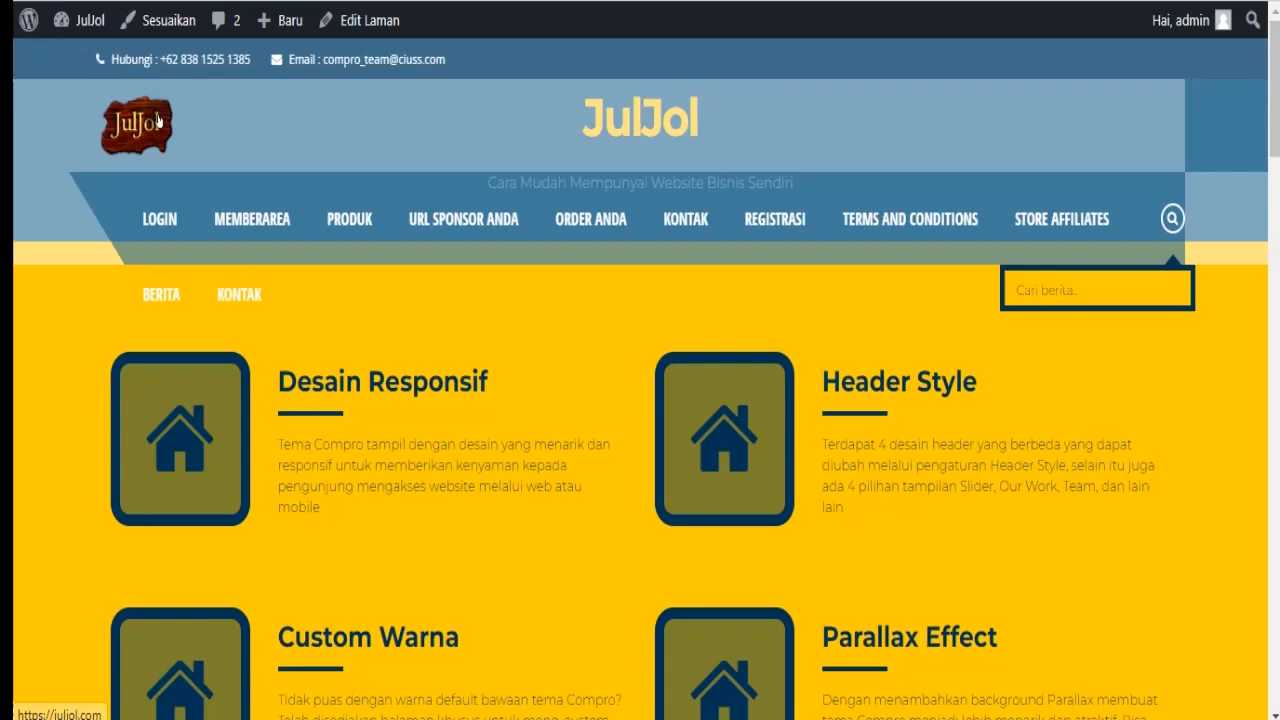 JulJol Sesuaikan 2 Baru Edit Laman Hai, admin
Hubungi : +62 838 1525 1385 Email : compro_team@ciuss.com
JulJol
JulJol
Cara Mudah Mempunyai Website Bisnis Sendiri
LOGIN MEMBERAREA PRODUK URL SPONSOR ANDA ORDER ANDA KONTAK REGISTRASI TERMS AND CONDITIONS STORE AFFILIATES
BERITA KONTAK
Cari berita..
Desain Responsif
Tema Compro tampil dengan desain yang menarik dan
responsif untuk memberikan kenyaman kepada
pengunjung mengakses website melalui web atau
mobile
Header Style
Terdapat 4 desain header yang berbeda yang dapat
diubah melalui pengaturan Header Style, selain itu juga
ada 4 pilihan tampilan Slider, Our Work, Team, dan lain
lain
Custom Warna
Tidak puas dengan warna default bawaan tema Compro?
Parallax Effect
Dengan menambahkan background Parallax membuat
https://juljol.com